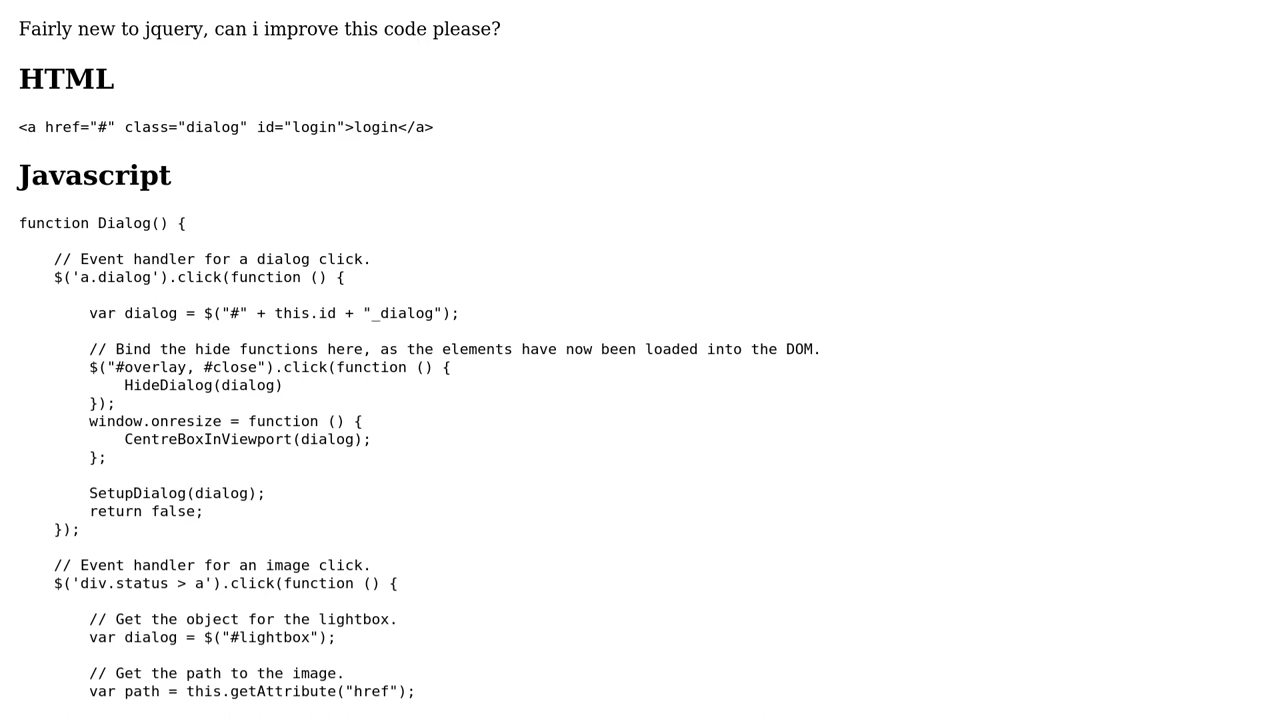 Fairly new to jquery, can i improve this code please?
HTML
<a href="#" class="dialog" id="login">login</a>
Javascript
function Dialog() {
// Event handler for a dialog click.
$('a.dialog').click(function () {
var dialog = $("#" + this.id + "_dialog");
// Bind the hide functions here, as the elements have now been loaded into the DOM.
$("#overlay, #close").click(function () {
HideDialog(dialog)
});
window.onresize = function () {
CentreBoxInViewport(dialog);
};
SetupDialog(dialog);
return false;
});
// Event handler for an image click.
$('div.status > a').click(function () {
// Get the object for the lightbox.
var dialog = $("#lightbox");
// Get the path to the image.
var path = this.getAttribute("href");